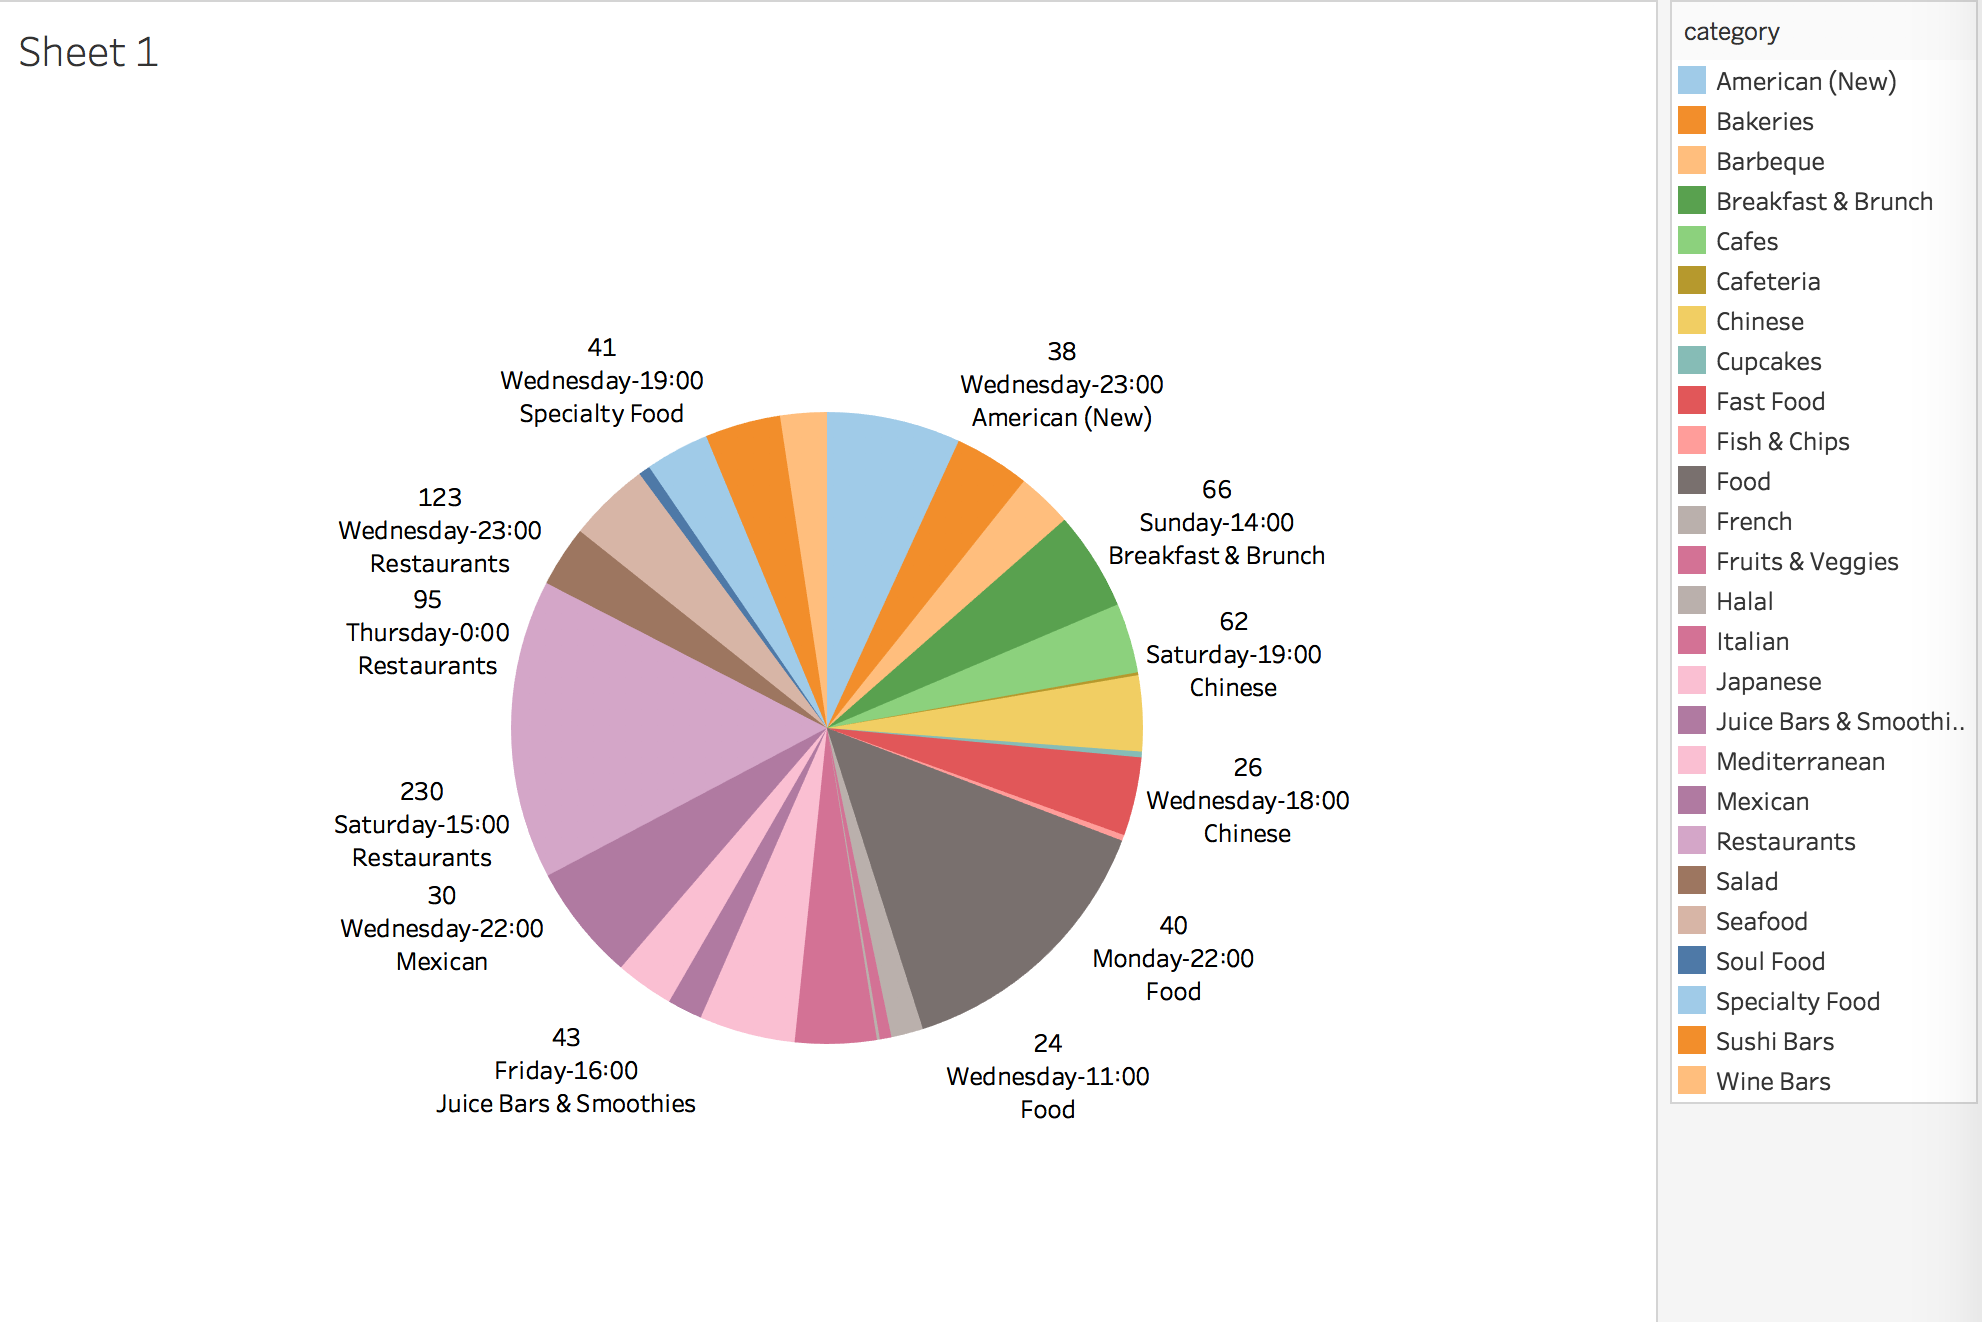 Sheet 1
41
Wednesday-19:00
Specialty Food
38
Wednesday-23:00
American (New)
66
Sunday-14:00
Breakfast & Brunch
62
Saturday-19:00
Chinese
26
Wednesday-18:00
Chinese
40
Monday-22:00
Food
24
Wednesday-11:00
Food
43
Friday-16:00
Juice Bars & Smoothies
30
Wednesday-22:00
Mexican
230
Saturday-15:00
Restaurants
95
Thursday-0:00
Restaurants
123
Wednesday-23:00
Restaurants
category
American (New)
Bakeries
Barbeque
Breakfast & Brunch
Cafes
Cafeteria
Chinese
Cupcakes
Fast Food
Fish & Chips
Food
French
Fruits & Veggies
Halal
Italian
Japanese
Juice Bars & Smoothi..
Mediterranean
Mexican
Restaurants
Salad
Seafood
Soul Food
Specialty Food
Sushi Bars
Wine Bars